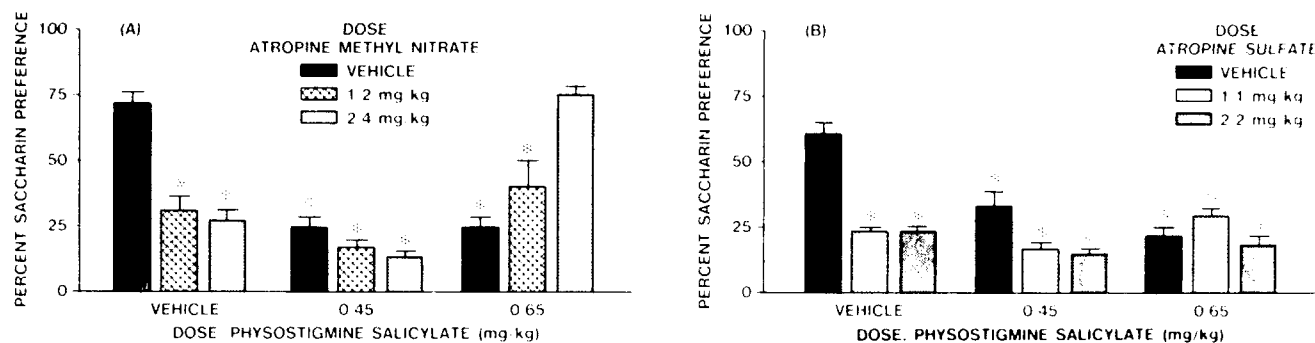 PERCENT SACCHARIN PREFERENCE
100
75
50
25
0
(A)
DOSE
ATROPINE METHYL NITRATE
VEHICLE
1·2 mg kg
2·4 mg kg
VEHICLE
0·45
0·65
DOSE PHYSOSTIGMINE SALICYLATE (mg·kg)
PERCENT SACCHARIN PREFERENCE
100
75
50
25
0
(B)
DOSE
ATROPINE SULFATE
VEHICLE
1·1 mg kg
2·2 mg kg
VEHICLE
0·45
0·65
DOSE. PHYSOSTIGMINE SALICYLATE (mg/kg)